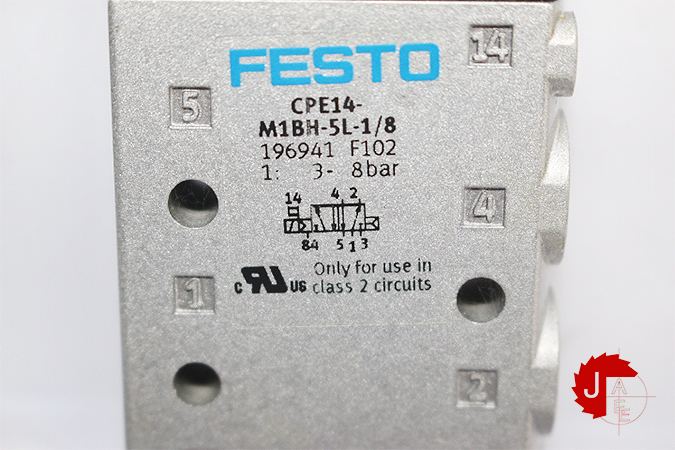 FESTO
14
5
CPE14-
M1BH-5L-1/8
196941 F102
1: 3- 8bar
14 4 2
84 5 1 3
4
c RU US Only for use in
class 2 circuits
1
2
J
A
E
E